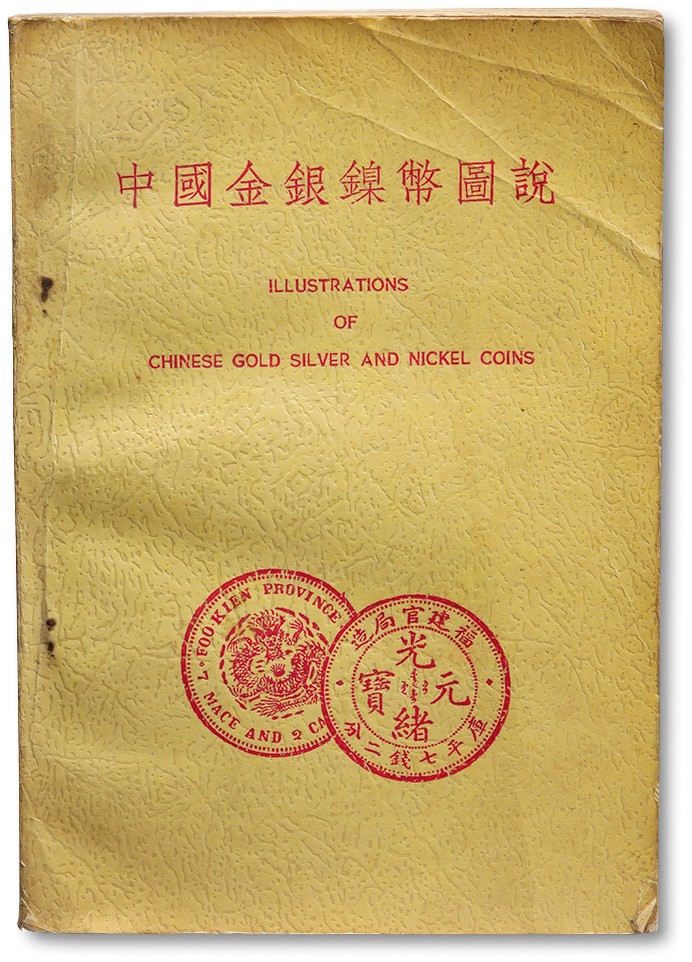 中國金銀鎳幣圖說
ILLUSTRATIONS
OF
CHINESE GOLD SILVER AND NICKEL COINS
FOO-KIEN PROVINCE
7 MACE AND 2 CA
福建官局造
光緒元寶
庫平七錢二分